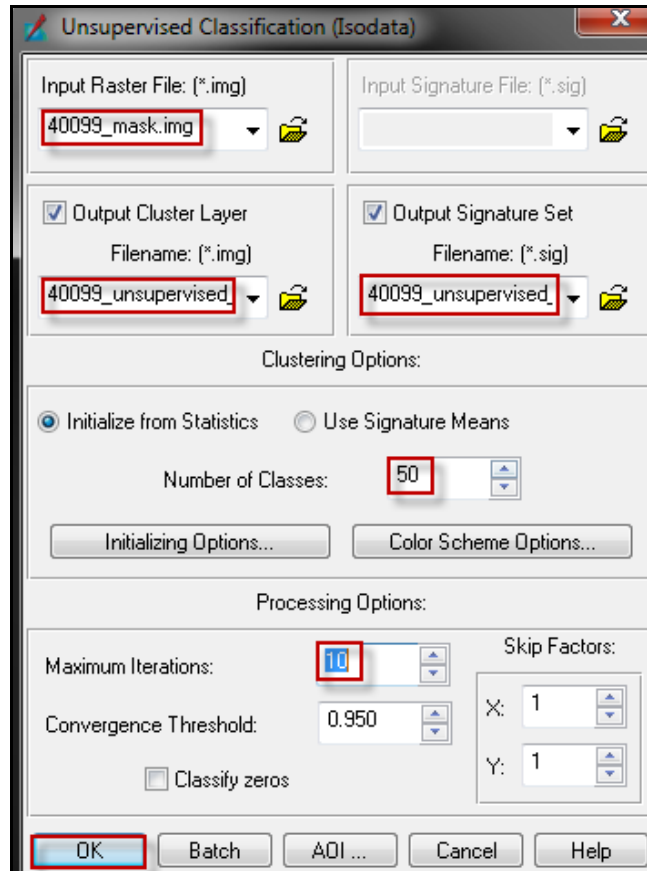 Unsupervised Classification (Isodata)
Input Raster File: (*.img)
40099_mask.img
Input Signature File: (*.sig)
Output Cluster Layer
Filename: (*.img)
40099_unsupervised_
Output Signature Set
Filename: (*.sig)
40099_unsupervised_
Clustering Options:
Initialize from Statistics
Use Signature Means
Number of Classes: 50
Initializing Options...
Color Scheme Options...
Processing Options:
Maximum Iterations: 10
Convergence Threshold: 0.950
Classify zeros
Skip Factors:
X: 1
Y: 1
OK
Batch
AOI ...
Cancel
Help